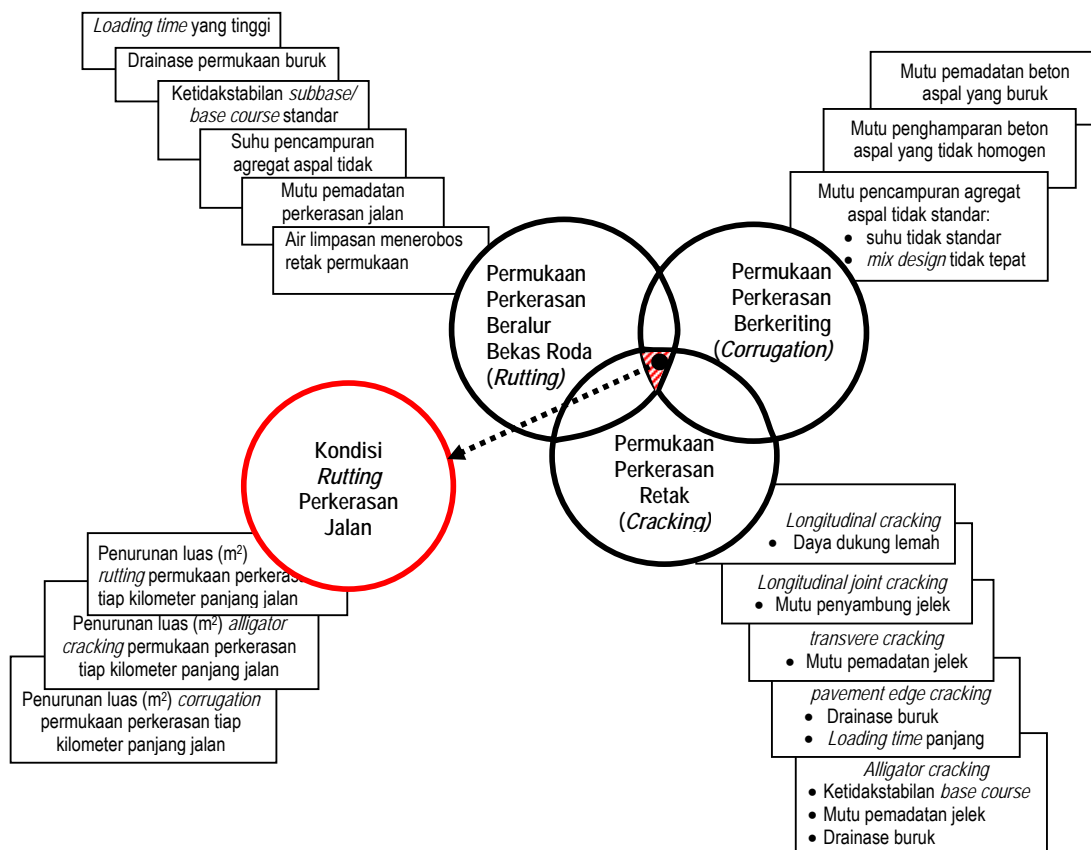 Loading time yang tinggi
Drainase permukaan buruk
Ketidakstabilan subbase/
base course standar
Suhu pencampuran
agregat aspal tidak
Mutu pemadatan
perkerasan jalan
Air limpasan menerobos
retak permukaan
Mutu pemadatan beton
aspal yang buruk
Mutu penghamparan beton
aspal yang tidak homogen
Mutu pencampuran agregat
aspal tidak standar:
● suhu tidak standar
● mix design tidak tepat
Permukaan
Perkerasan
Beralur
Bekas Roda
(Rutting)
Permukaan
Perkerasan
Berkeriting
(Corrugation)
Permukaan
Perkerasan
Retak
(Cracking)
Kondisi
Rutting
Perkerasan
Jalan
Penurunan luas (m²)
rutting permukaan perkeras
tiap kilometer panjang jalan
Penurunan luas (m²) alligator
cracking permukaan perkerasan
tiap kilometer panjang jalan
Penurunan luas (m²) corrugation
permukaan perkerasan tiap
kilometer panjang jalan
Longitudinal cracking
● Daya dukung lemah
Longitudinal joint cracking
● Mutu penyambung jelek
transvere cracking
● Mutu pemadatan jelek
pavement edge cracking
● Drainase buruk
● Loading time panjang
Alligator cracking
● Ketidakstabilan base course
● Mutu pemadatan jelek
● Drainase buruk